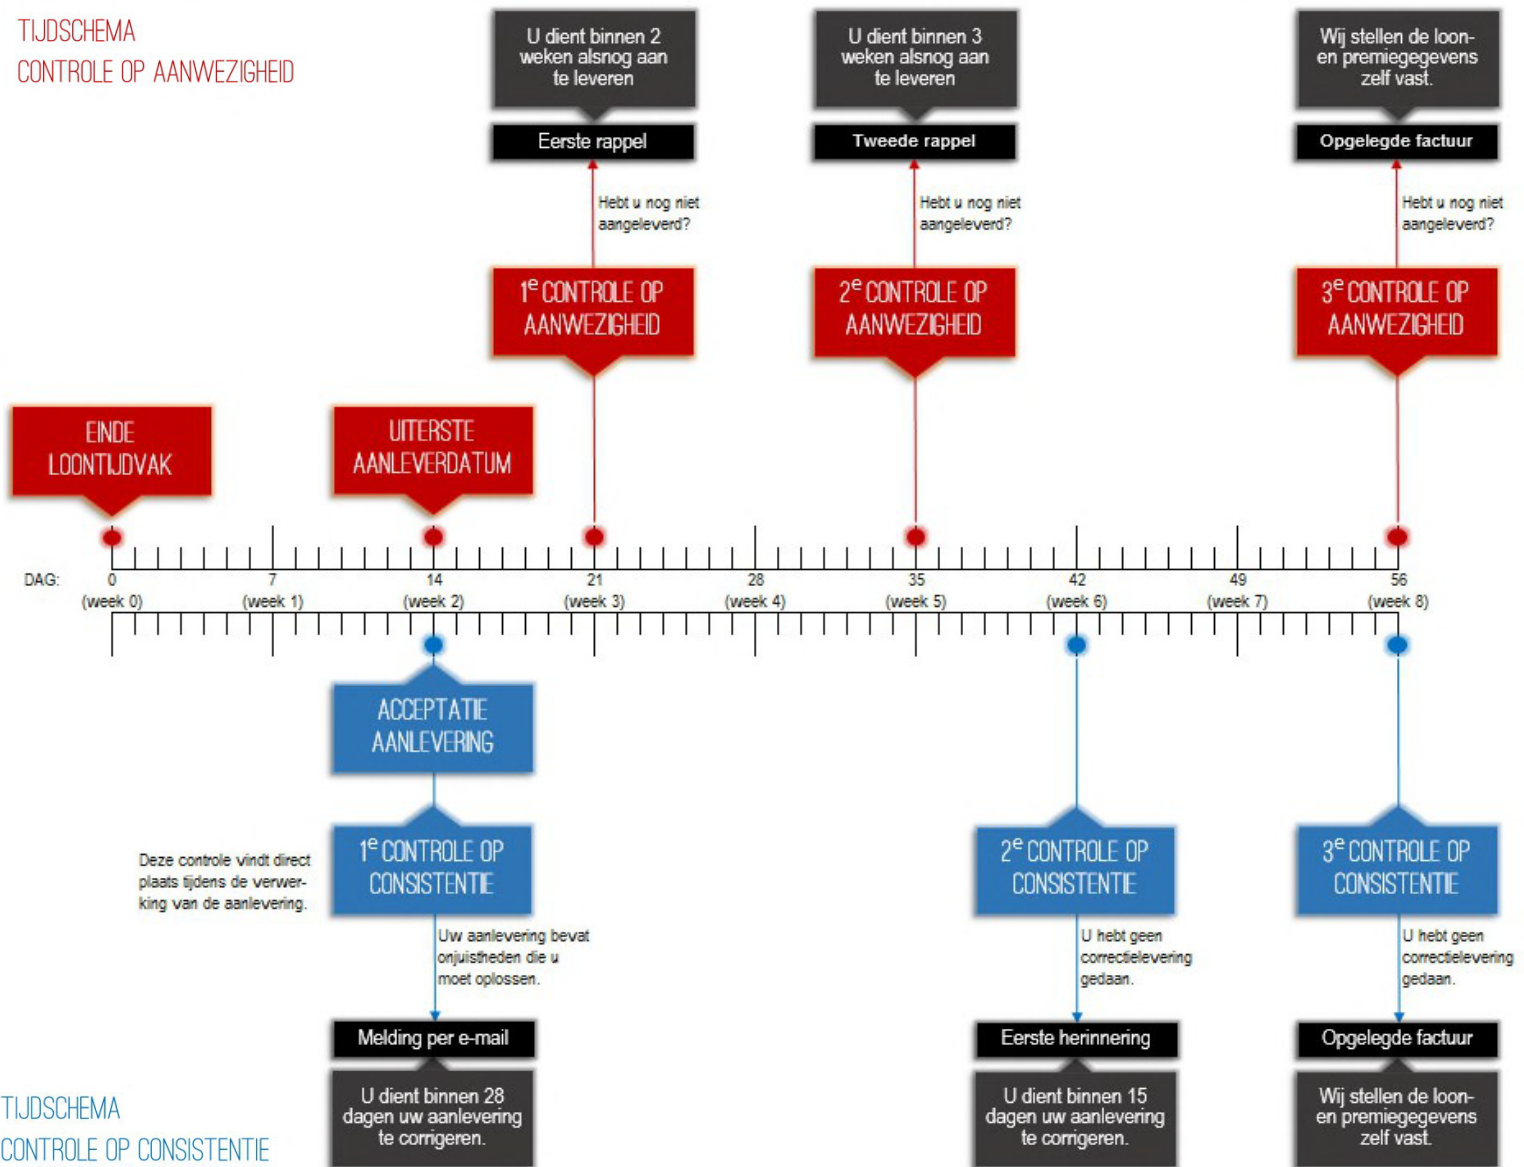 TIJDSCHEMA
CONTROLE OP AANWEZIGHEID
U dient binnen 2
weken alsnog aan
te leveren
Eerste rappel
Hebt u nog niet
aangeleverd?
1e CONTROLE OP
AANWEZIGHEID
U dient binnen 3
weken alsnog aan
te leveren
Tweede rappel
Hebt u nog niet
aangeleverd?
2e CONTROLE OP
AANWEZIGHEID
Wij stellen de loon-
en premiegegevens
zelf vast.
Opgelegde factuur
Hebt u nog niet
aangeleverd?
3e CONTROLE OP
AANWEZIGHEID
EINDE
LOONTIJDVAK
UITERSTE
AANLEVERDATUM
DAG: 0 7 14 21 28 35 42 49 56
(week 0) (week 1) (week 2) (week 3) (week 4) (week 5) (week 6) (week 7) (week 8)
ACCEPTATIE
AANLEVERING
Deze controle vindt direct
plaats tijdens de verwer-
king van de aanlevering.
1e CONTROLE OP
CONSISTENTIE
Uw aanlevering bevat
onjuistheden die u
moet oplossen.
Melding per e-mail
U dient binnen 28
dagen uw aanlevering
te corrigeren.
2e CONTROLE OP
CONSISTENTIE
U hebt geen
correctielevering
gedaan.
Eerste herinnering
U dient binnen 15
dagen uw aanlevering
te corrigeren.
3e CONTROLE OP
CONSISTENTIE
U hebt geen
correctielevering
gedaan.
Opgelegde factuur
Wij stellen de loon-
en premiegegevens
zelf vast.
TIJDSCHEMA
CONTROLE OP CONSISTENTIE